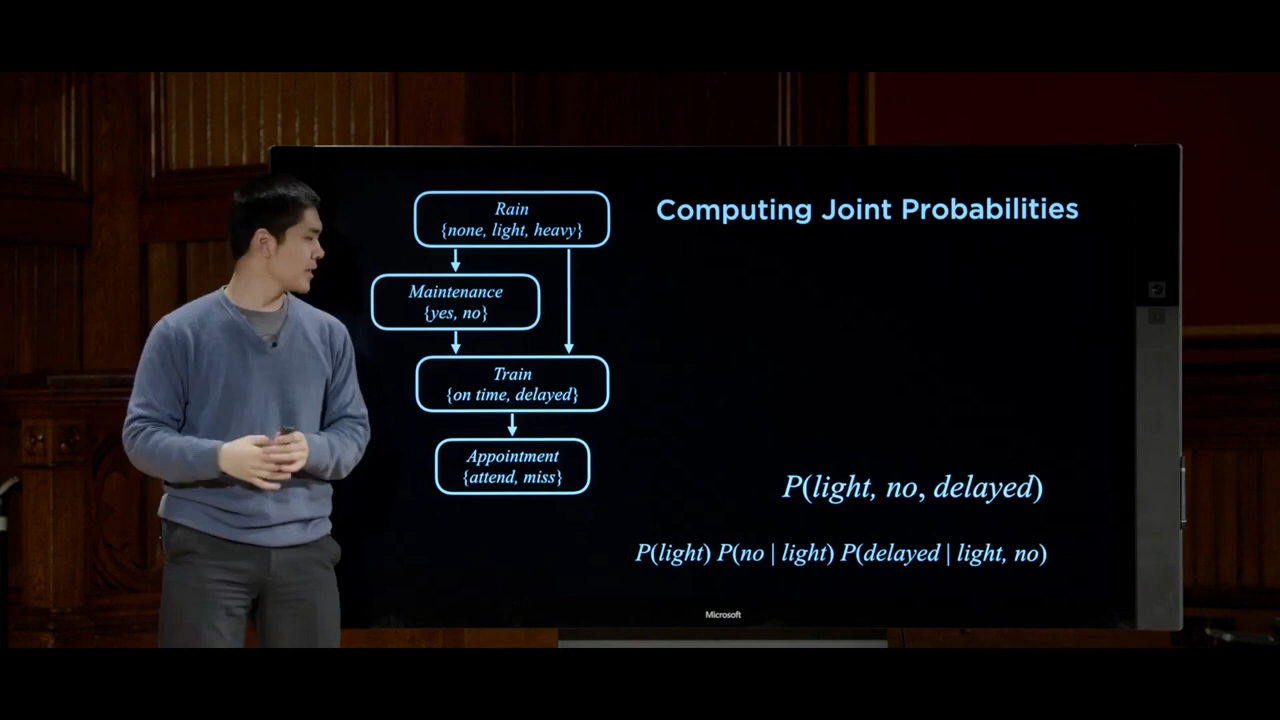 Rain
{none, light, heavy}
Maintenance
{yes, no}
Train
{on time, delayed}
Appointment
{attend, miss}
Computing Joint Probabilities
P(light, no, delayed)
P(light) P(no | light) P(delayed | light, no)
Microsoft